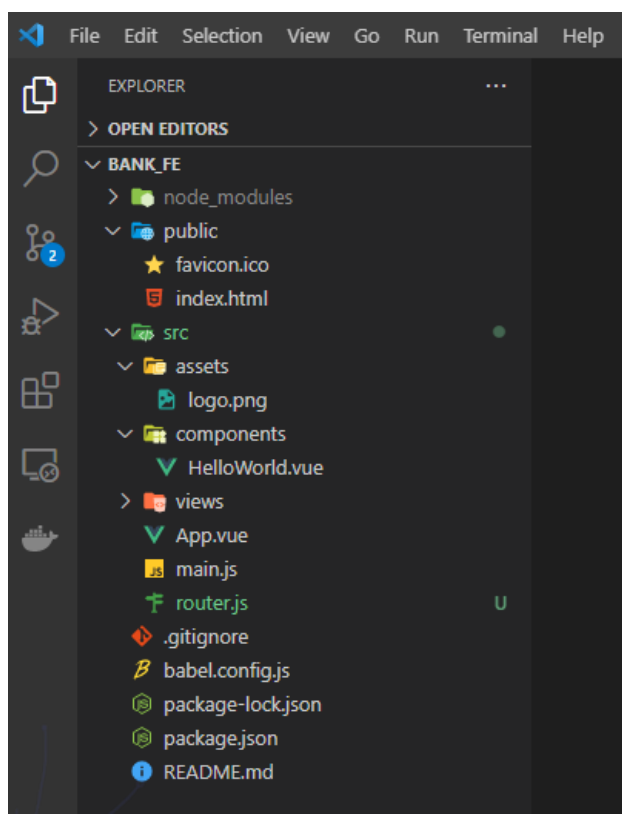 File Edit Selection View Go Run Terminal Help
EXPLORER ...
OPEN EDITORS
BANK_FE
node_modules
public
favicon.ico
index.html
src
assets
logo.png
components
2
HelloWorld.vue
views
App.vue
JS main.js
router.js U
.gitignore
babel.config.js
package-lock.json
package.json
README.md